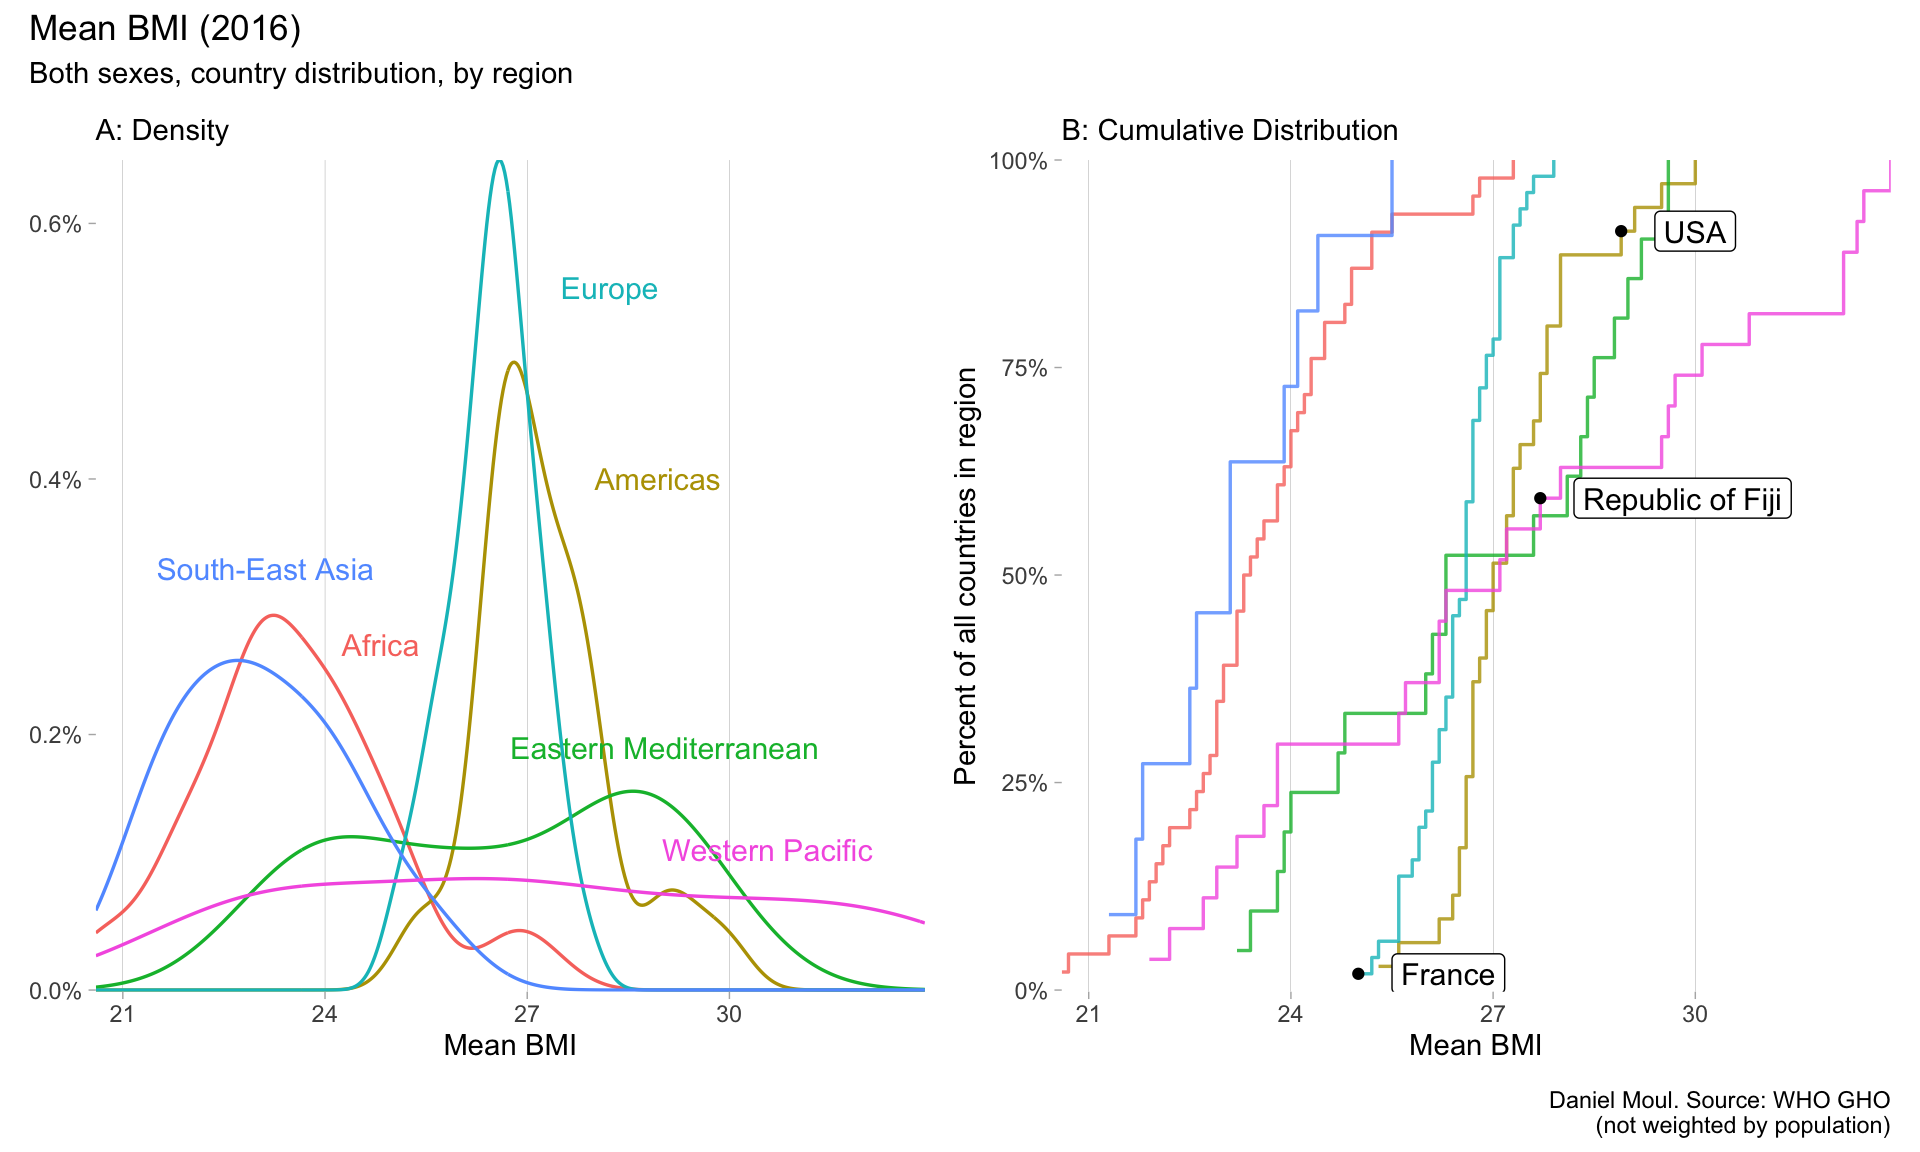 Mean BMI (2016)
Both sexes, country distribution, by region
A: Density
0.6%
0.4%
0.2%
0.0%
Europe
Americas
South-East Asia
Africa
Eastern Mediterranean
Western Pacific
21 24 27 30
Mean BMI
B: Cumulative Distribution
Percent of all countries in region
100%
75%
50%
25%
0%
USA
Republic of Fiji
France
21 24 27 30
Mean BMI
Daniel Moul. Source: WHO GHO
(not weighted by population)